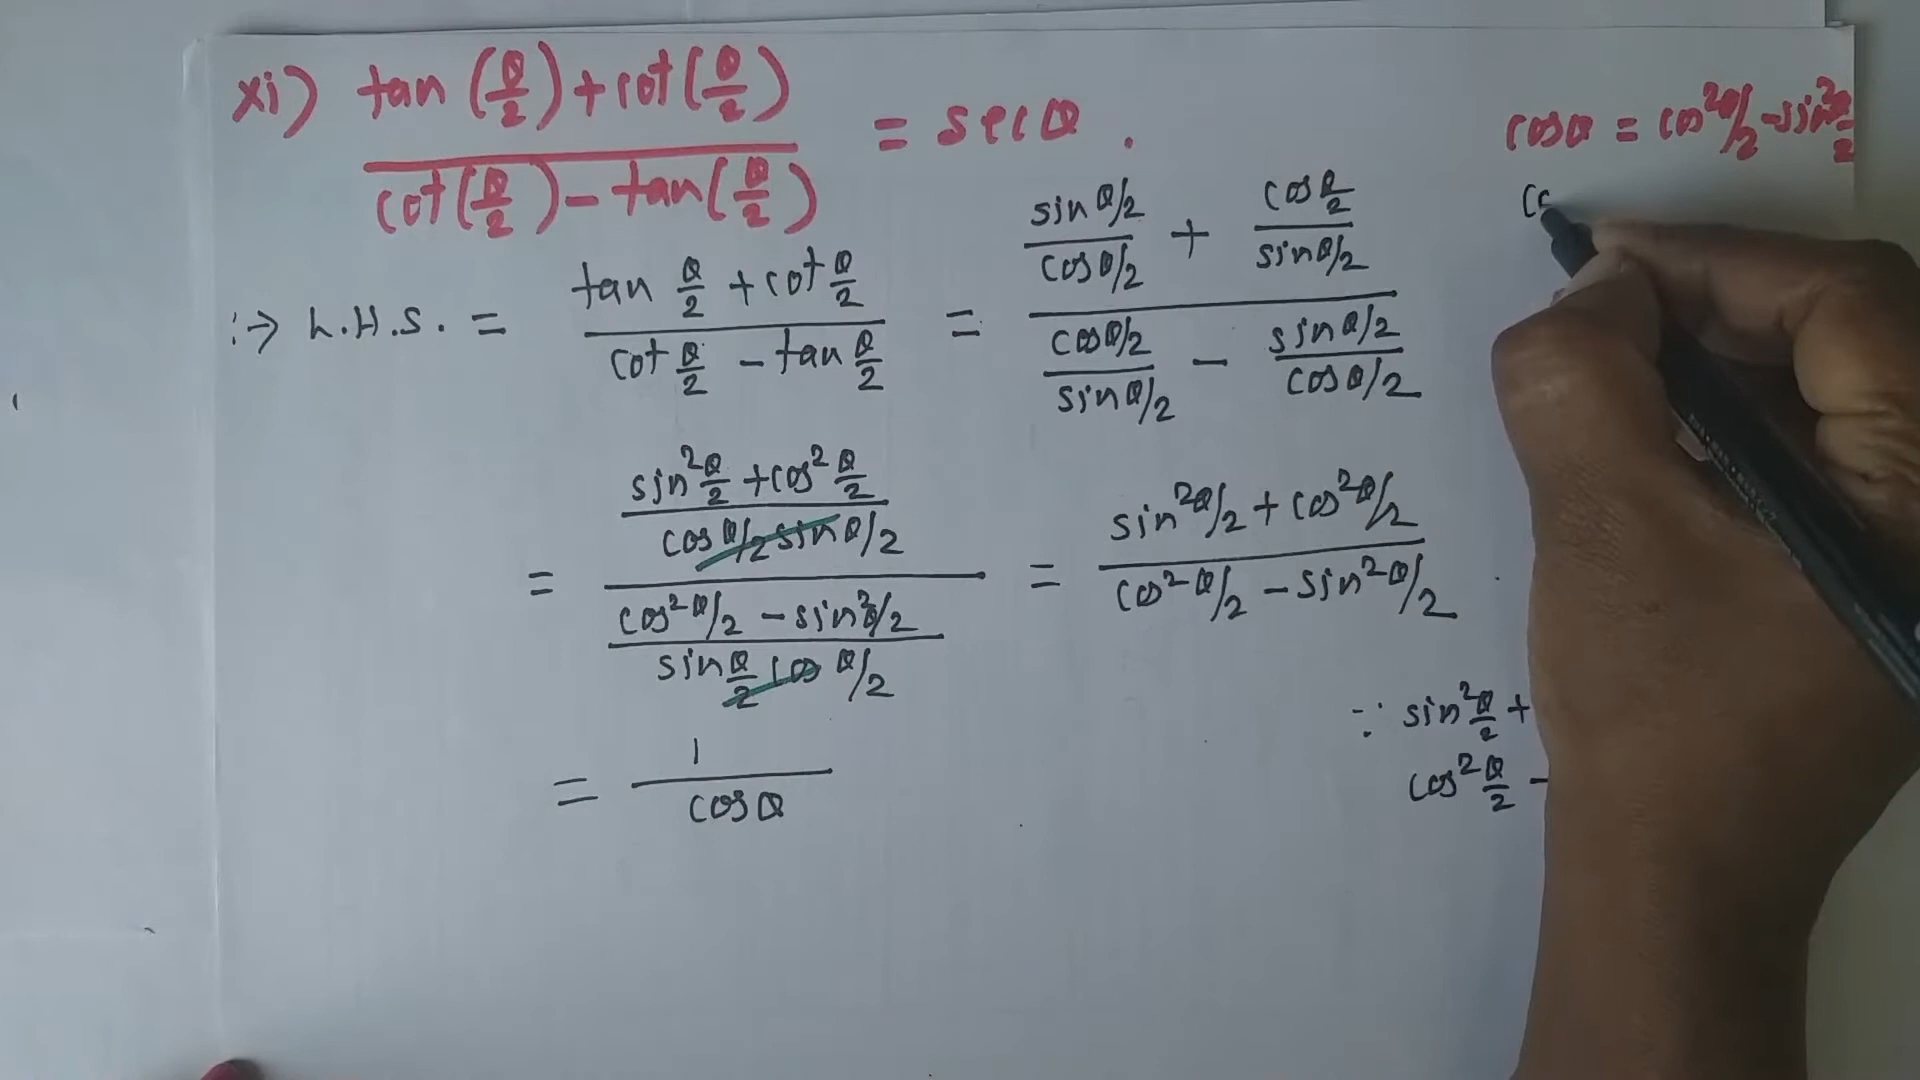 xi) tan(θ/2) + cot(θ/2) / cot(θ/2) - tan(θ/2) = secθ.
cosθ = cos²θ/2 - sin²θ/2
:→ L.H.S. = tan θ/2 + cot θ/2 / cot θ/2 - tan θ/2 = sinθ/2 / cosθ/2 + cos θ/2 / sinθ/2 / cosθ/2 / sinθ/2 - sinθ/2 / cosθ/2
= sin²θ/2 + cos²θ/2 / cosθ/2 sinθ/2 / cos²θ/2 - sin²θ/2 / sinθ/2 cosθ/2 = sin²θ/2 + cos²θ/2 / cos²θ/2 - sin²θ/2
∵ sin²θ/2 +
cos²θ/2 -
= 1 / cosθ